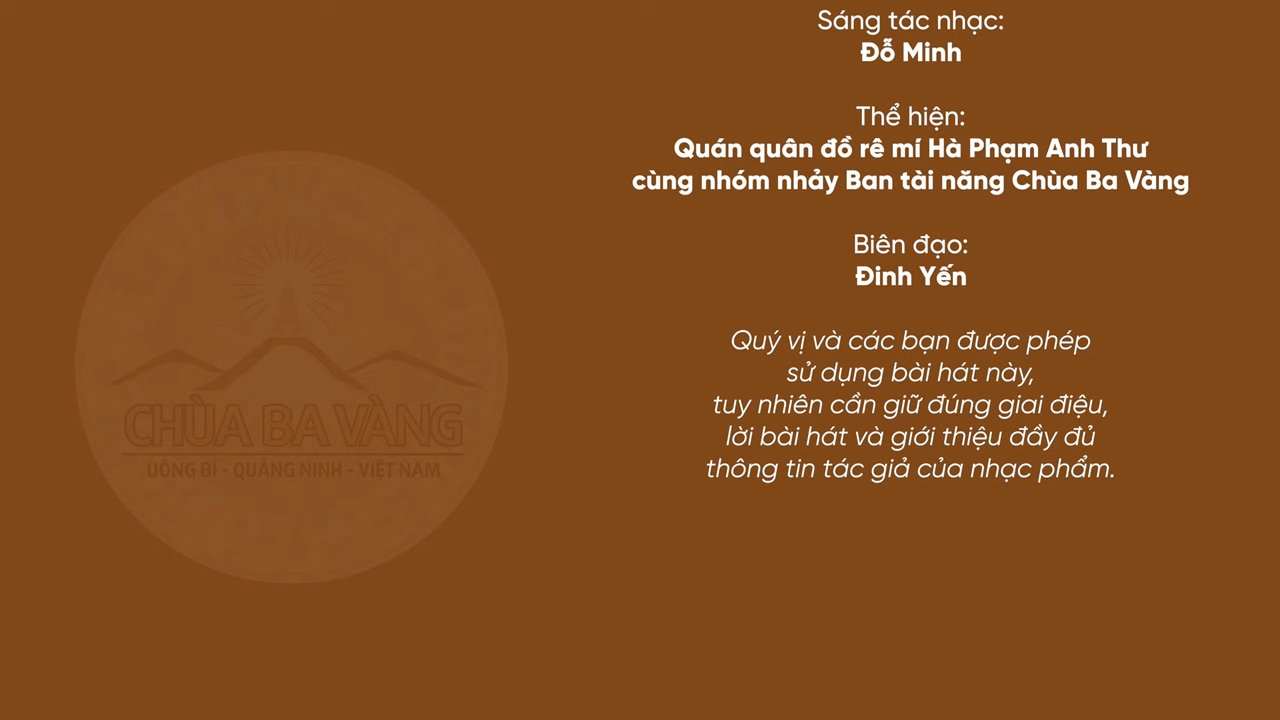 Sáng tác nhạc:
Đỗ Minh
Thể hiện:
Quán quân đồ rê mí Hà Phạm Anh Thư
cùng nhóm nhảy Ban tài năng Chùa Ba Vàng
Biên đạo:
Đinh Yến
Quý vị và các bạn được phép
sử dụng bài hát này,
tuy nhiên cần giữ đúng giai điệu,
lời bài hát và giới thiệu đầy đủ
thông tin tác giả của nhạc phẩm.
CHÙA BA VÀNG
UÔNG BÍ - QUẢNG NINH - VIỆT NAM